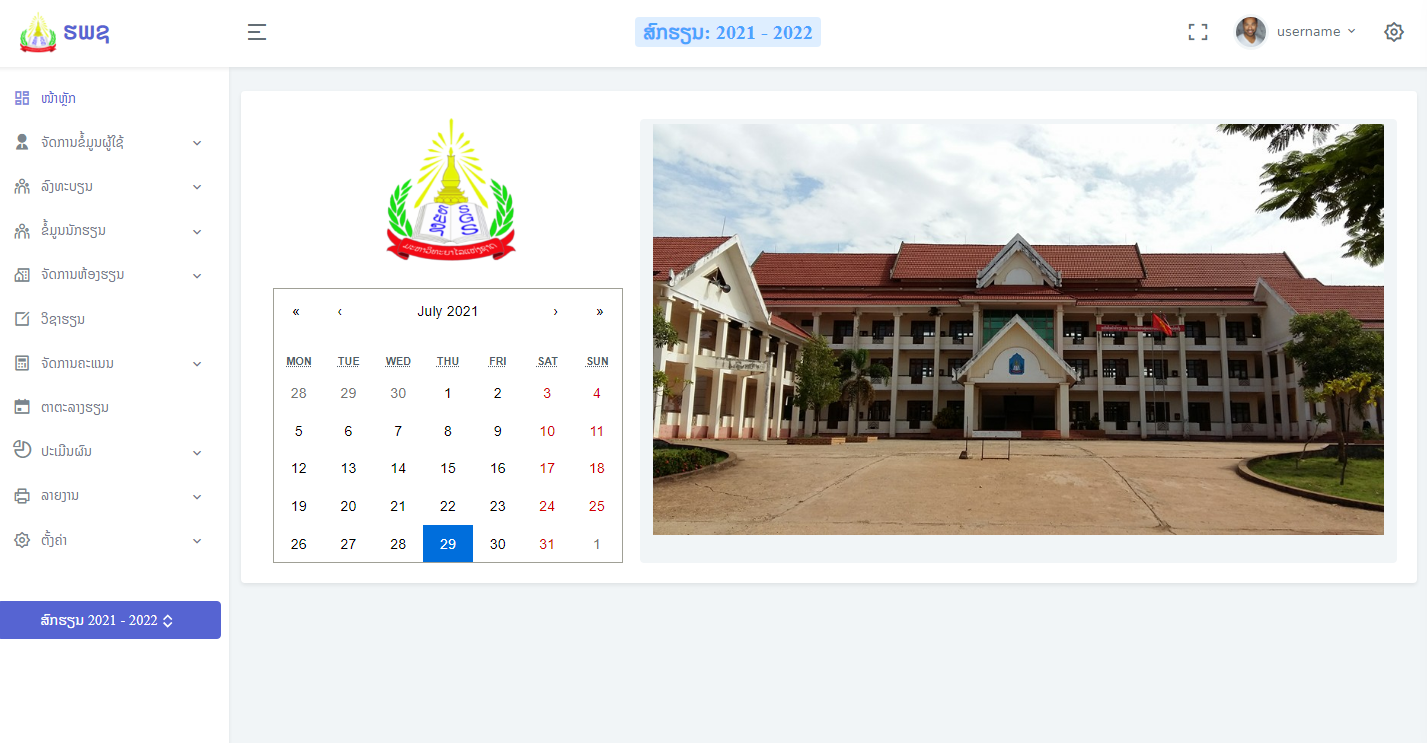 ຮພຊ
ສົກຮຽນ: 2021 - 2022
username
ໜ້າຫຼັກ
ຈັດການຂໍ້ມູນຜູ້ໃຊ້
ລົງທະບຽນ
ຂໍ້ມູນນັກຮຽນ
ຈັດການຫ້ອງຮຽນ
ວິຊາຮຽນ
ຈັດການຄະແນນ
ຕາຕະລາງຮຽນ
ປະເມີນຜົນ
ລາຍງານ
ຕັ້ງຄ່າ
ສົກຮຽນ 2021 - 2022
« ‹ July 2021 › »
MON TUE WED THU FRI SAT SUN
28 29 30 1 2 3 4
5 6 7 8 9 10 11
12 13 14 15 16 17 18
19 20 21 22 23 24 25
26 27 28 29 30 31 1